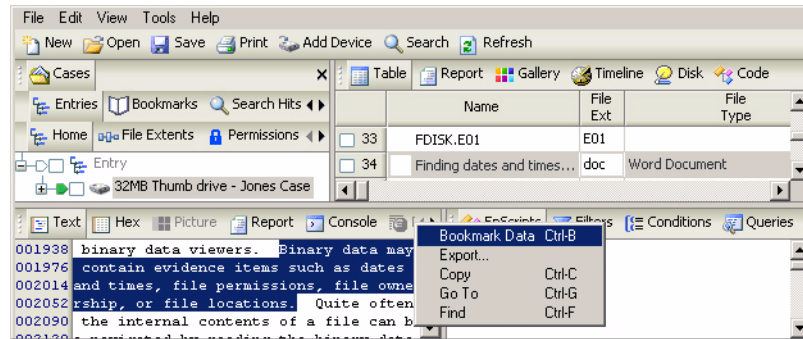 File Edit View Tools Help
New Open Save Print Add Device Search Refresh
Cases
Table Report Gallery Timeline Disk Code
Entries Bookmarks Search Hits
Name File Ext File Type
Home File Extents Permissions
33 FDISK.E01 E01
Entry
34 Finding dates and times... doc Word Document
32MB Thumb drive - Jones Case
Text Hex Picture Report Console EnScripts Filters Conditions Queries
Bookmark Data Ctrl-B
Export...
Copy Ctrl-C
Go To Ctrl-G
Find Ctrl-F
001938 binary data viewers. Binary data may
001976 contain evidence items such as dates
002014 and times, file permissions, file owne
002052 rship, or file locations. Quite often
002090 the internal contents of a file can b